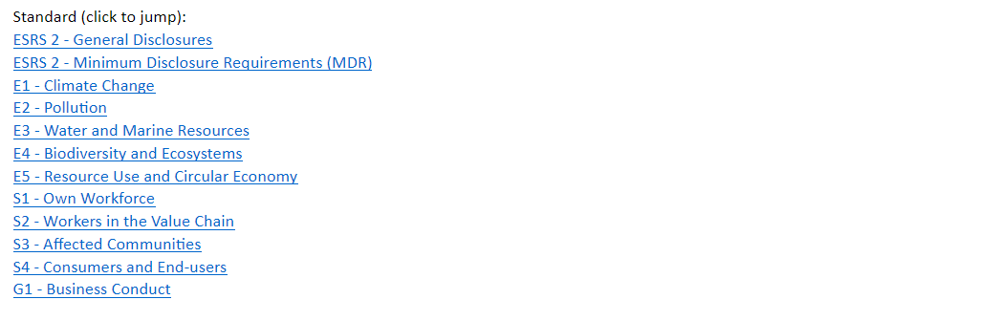 Standard (click to jump):
ESRS 2 - General Disclosures
ESRS 2 - Minimum Disclosure Requirements (MDR)
E1 - Climate Change
E2 - Pollution
E3 - Water and Marine Resources
E4 - Biodiversity and Ecosystems
E5 - Resource Use and Circular Economy
S1 - Own Workforce
S2 - Workers in the Value Chain
S3 - Affected Communities
S4 - Consumers and End-users
G1 - Business Conduct